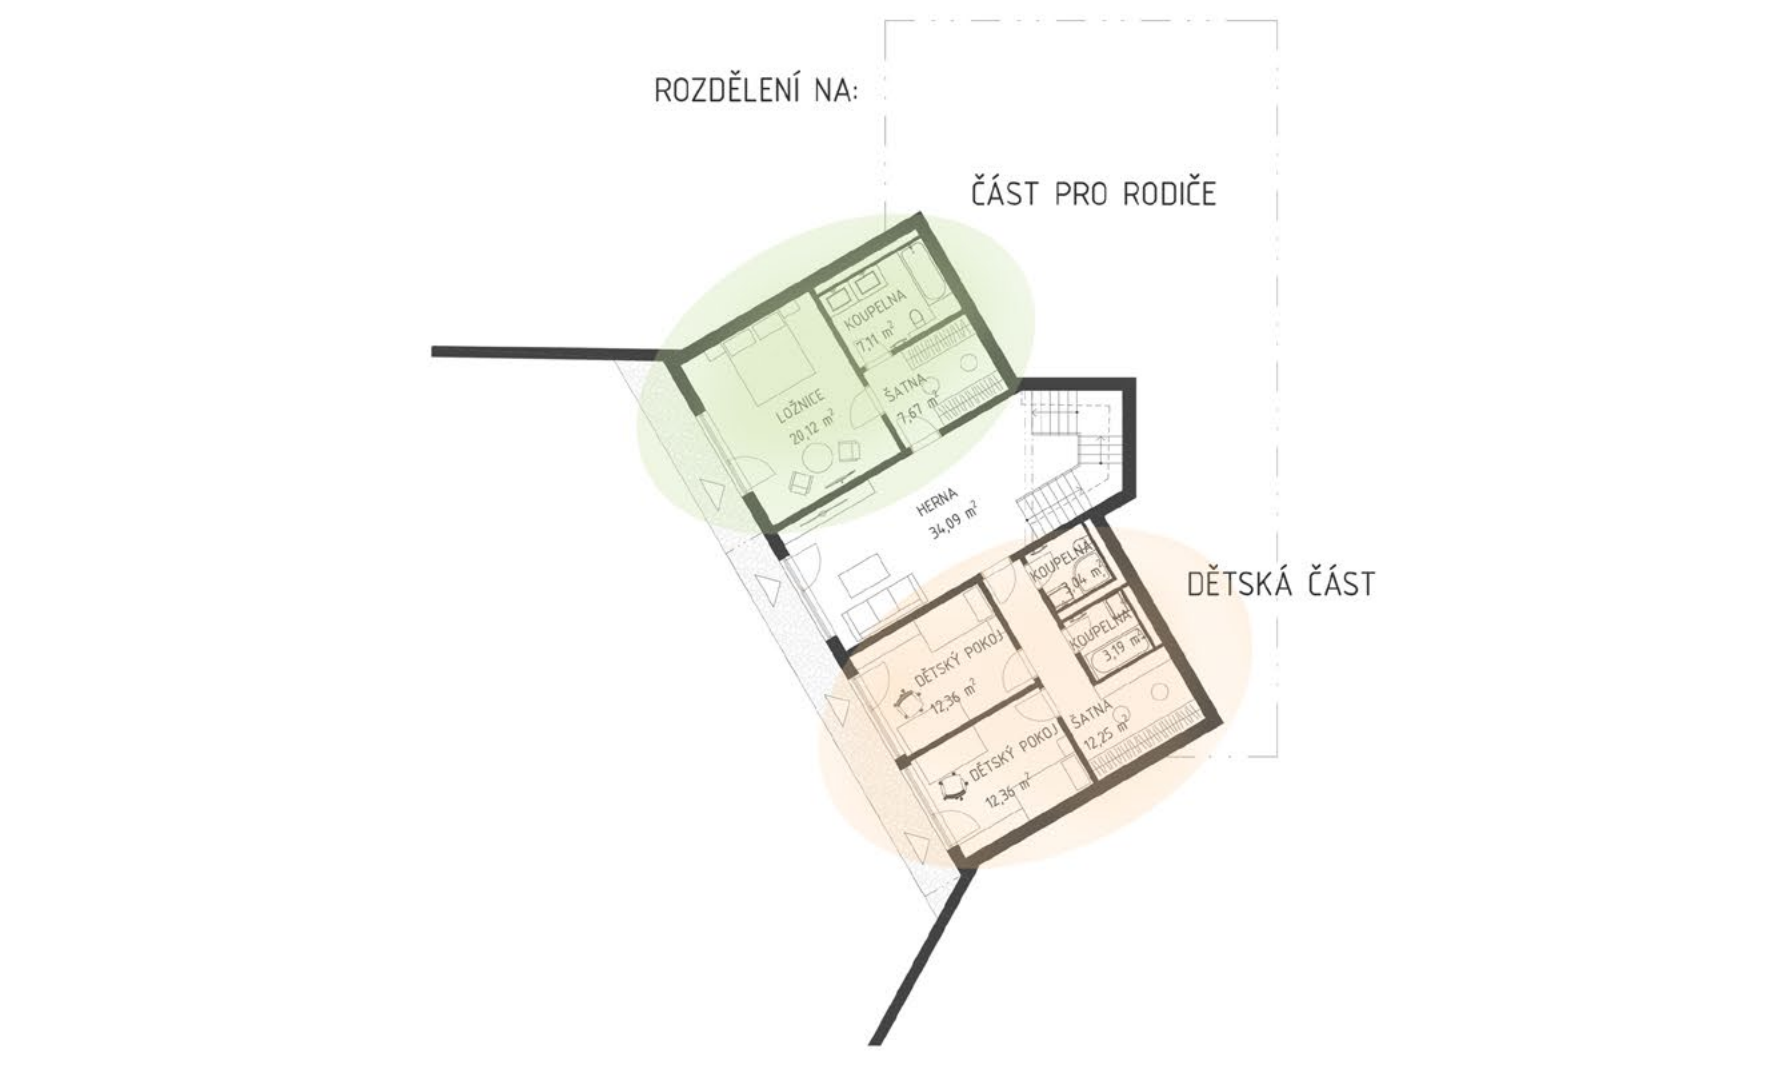 ROZDĚLENÍ NA:
ČÁST PRO RODIČE
KOUPELNA
7,11 m²
ŠATNA
7,67 m²
LOŽNICE
20,12 m²
HERNA
34,09 m²
KOUPELNA
3,04 m²
DĚTSKÁ ČÁST
KOUPELNA
3,19 m²
DĚTSKÝ POKOJ
12,36 m²
ŠATNA
12,25 m²
DĚTSKÝ POKOJ
12,36 m²